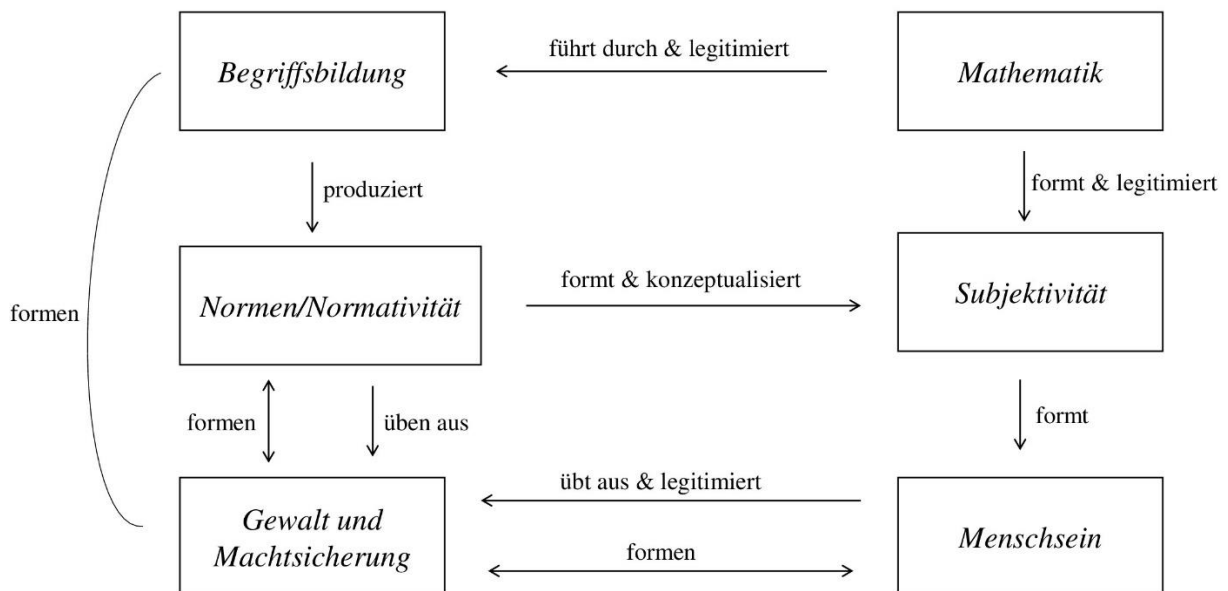 Begriffsbildung
führt durch & legitimiert
Mathematik
produziert
formt & legitimiert
Normen/Normativität
formt & konzeptualisiert
Subjektivität
formen
formen
üben aus
formt
Gewalt und
Machtsicherung
übt aus & legitimiert
formen
Menschsein